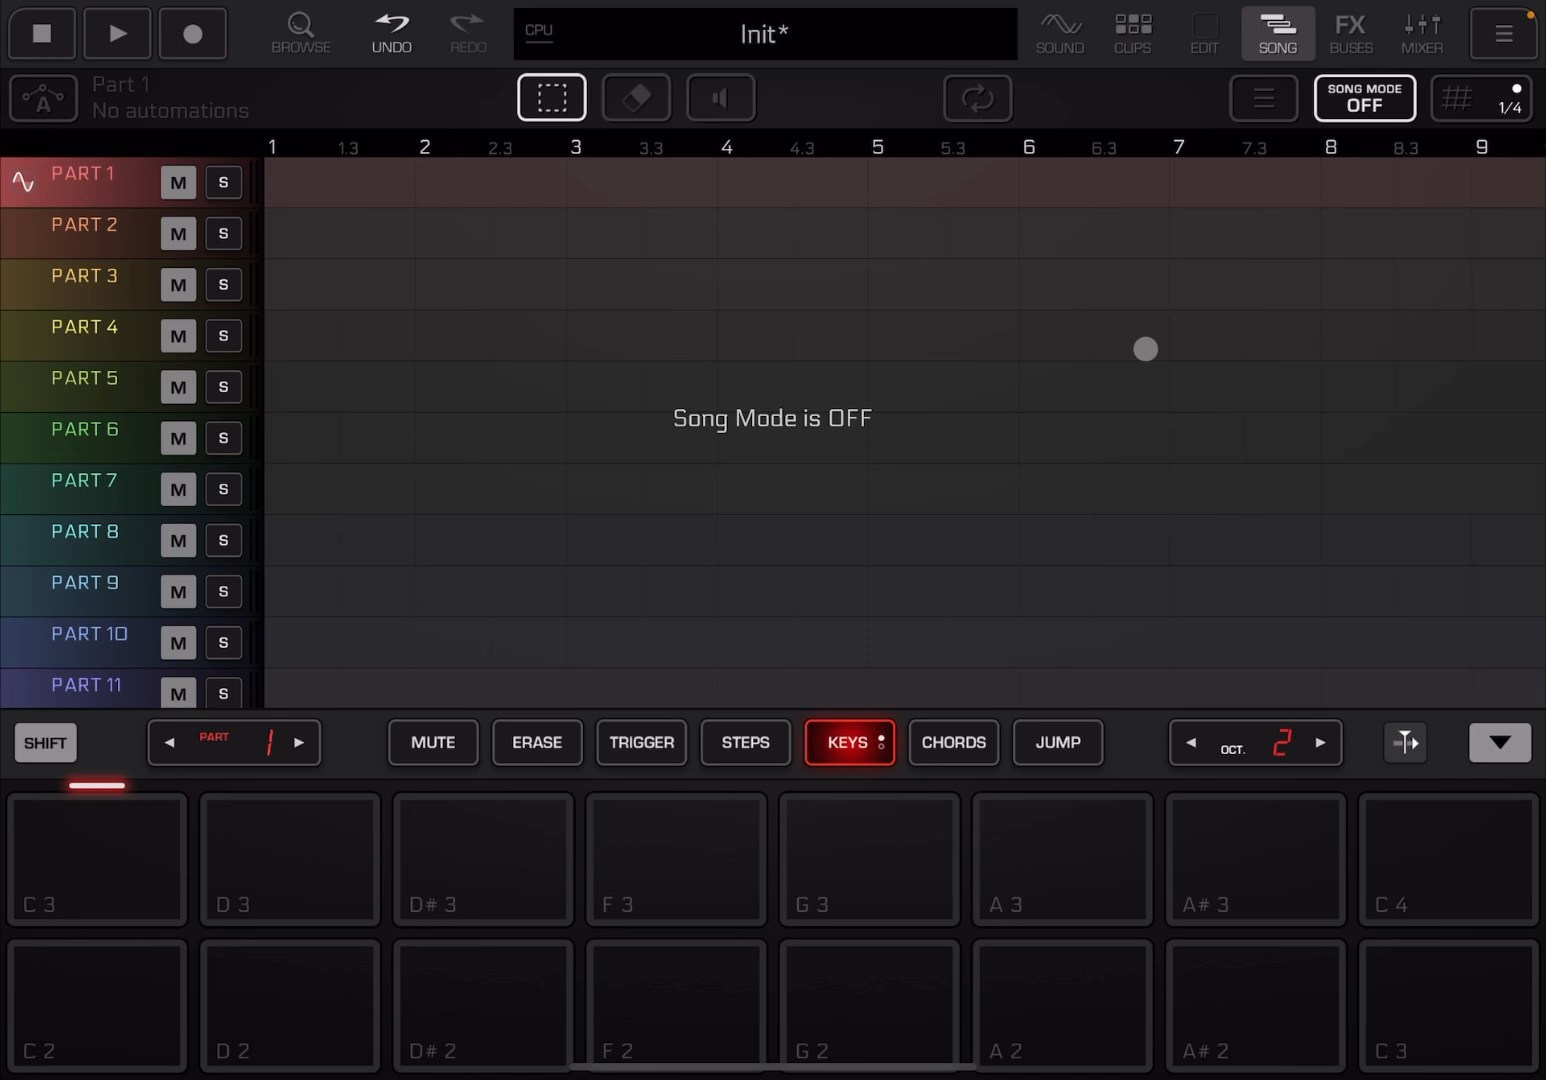 BROWSE
UNDO
REDO
CPU
Init*
SOUND
CLIPS
EDIT
SONG
FX
BUSES
MIXER
A
Part 1
No automations
SONG MODE
OFF
1/4
1 1.3 2 2.3 3 3.3 4 4.3 5 5.3 6 6.3 7 7.3 8 8.3 9
PART 1 M S
PART 2 M S
PART 3 M S
PART 4 M S
PART 5 M S
PART 6 M S
PART 7 M S
PART 8 M S
PART 9 M S
PART 10 M S
PART 11 M S
Song Mode is OFF
SHIFT
PART 1
MUTE
ERASE
TRIGGER
STEPS
KEYS
CHORDS
JUMP
OCT. 2
C 3 D 3 D# 3 F 3 G 3 A 3 A# 3 C 4
C 2 D 2 D# 2 F 2 G 2 A 2 A# 2 C 3